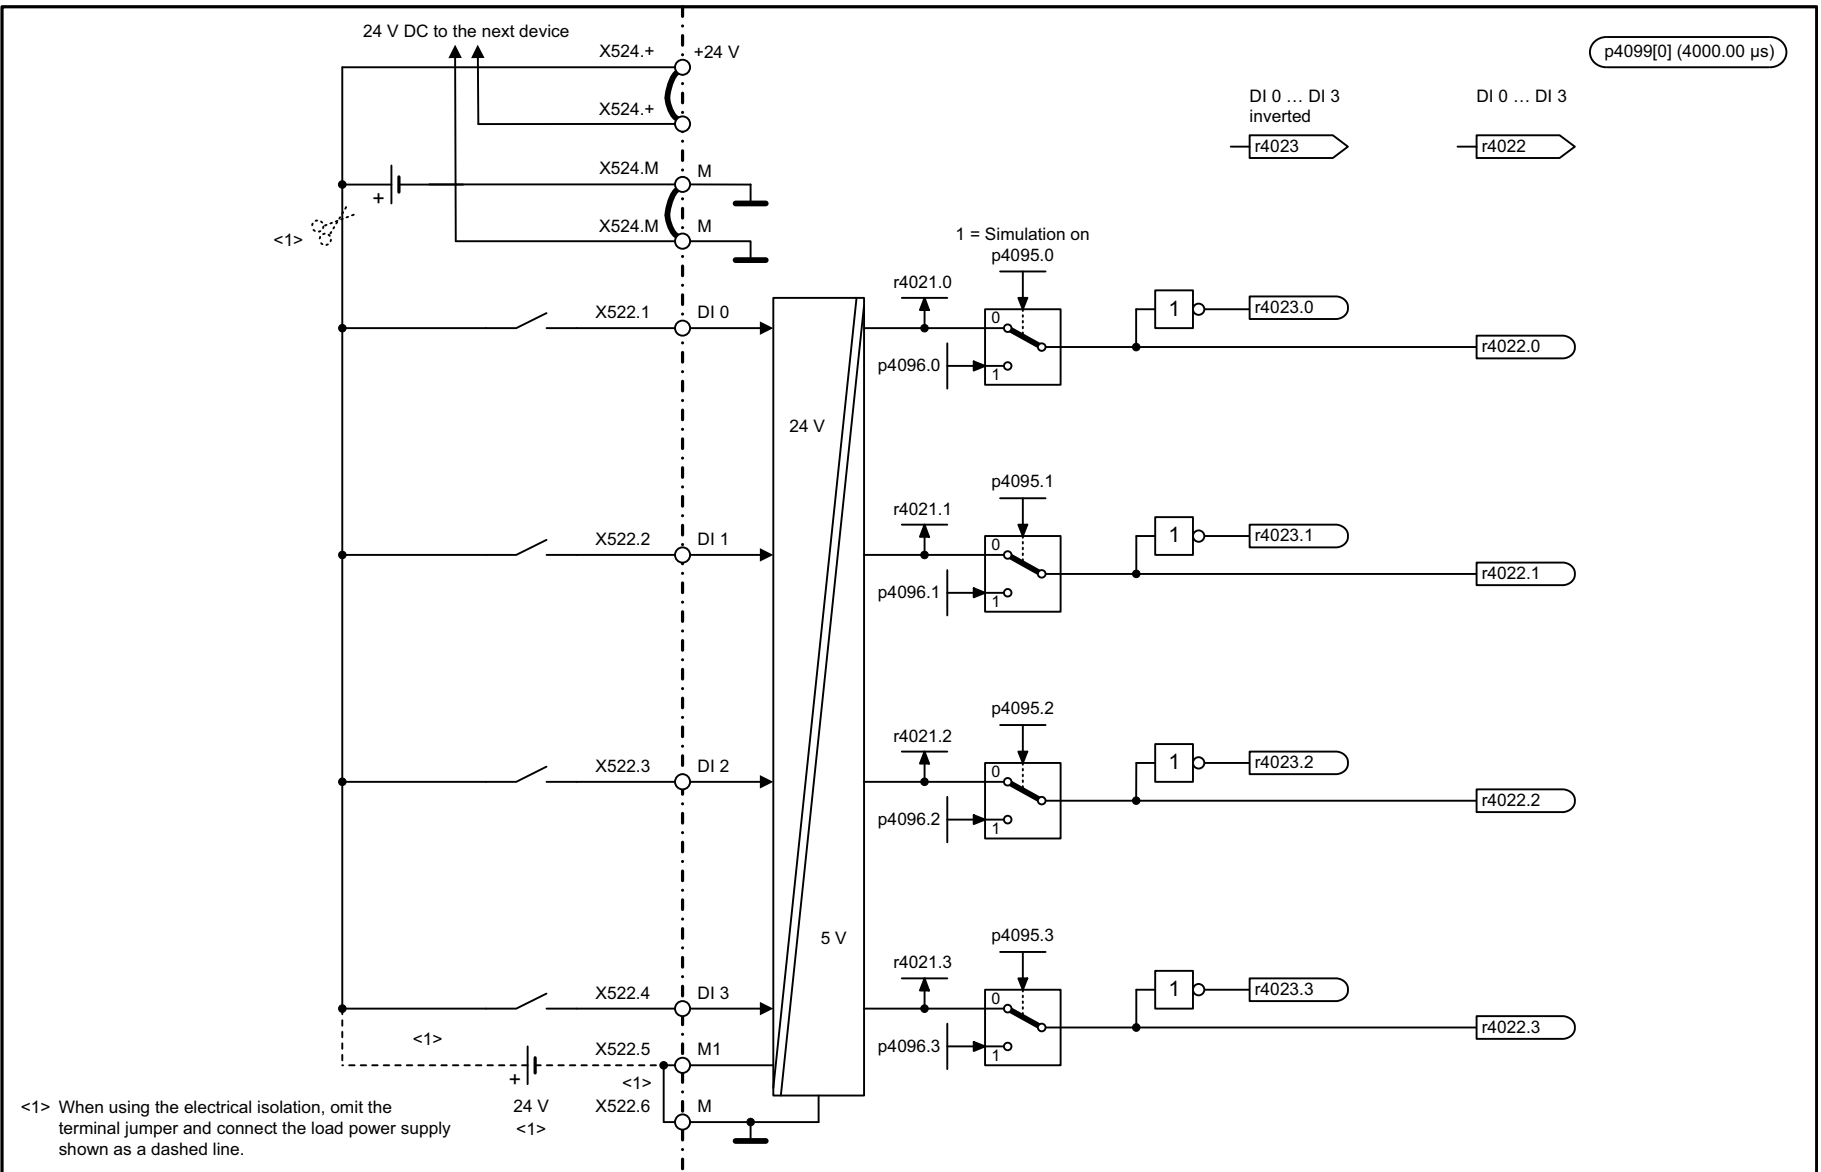 24 V DC to the next device
X524.+
+24 V
p4099[0] (4000.00 µs)
X524.+
DI 0 … DI 3
inverted
DI 0 … DI 3
r4023
r4022
X524.M
M
+
<1>
X524.M
M
1 = Simulation on
p4095.0
r4021.0
X522.1
DI 0
0
1
r4023.0
r4022.0
p4096.0
1
24 V
p4095.1
r4021.1
X522.2
DI 1
0
1
r4023.1
r4022.1
p4096.1
1
p4095.2
r4021.2
X522.3
DI 2
0
1
r4023.2
r4022.2
p4096.2
1
5 V
p4095.3
r4021.3
X522.4
DI 3
0
1
r4023.3
r4022.3
p4096.3
1
<1>
X522.5
M1
+
<1>
24 V
<1>
X522.6
M
<1> When using the electrical isolation, omit the
terminal jumper and connect the load power supply
shown as a dashed line.